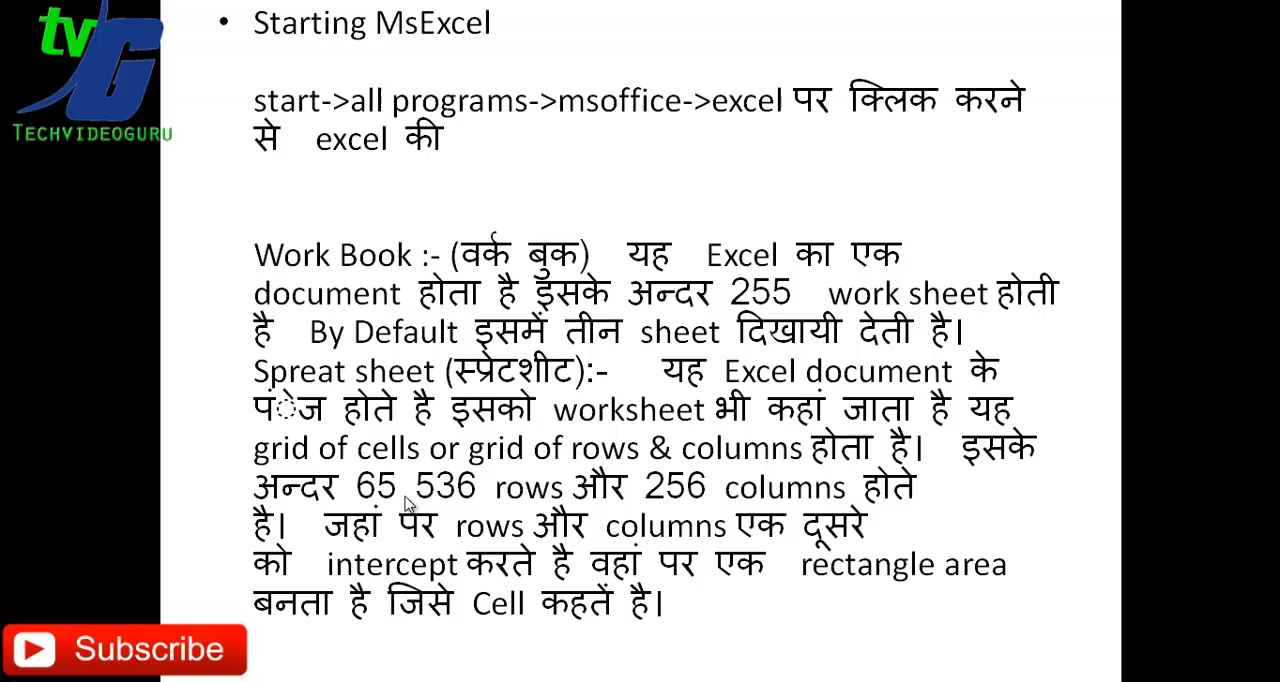 tvG
TECHVIDEOGURU
• Starting MsExcel
start->all programs->msoffice->excel पर क्लिक करने
से excel की
Work Book :- (वर्क बुक) यह Excel का एक
document होता है इसके अन्दर 255 work sheet होती
है By Default इसमें तीन sheet दिखायी देती है।
Spreat sheet (स्प्रेटशीट):- यह Excel document के
पंेज होते है इसको worksheet भी कहां जाता है यह
grid of cells or grid of rows & columns होता है। इसके
अन्दर 65 536 rows और 256 columns होते
है। जहां पर rows और columns एक दूसरे
को intercept करते है वहां पर एक rectangle area
बनता है जिसे Cell कहतें है।
Subscribe